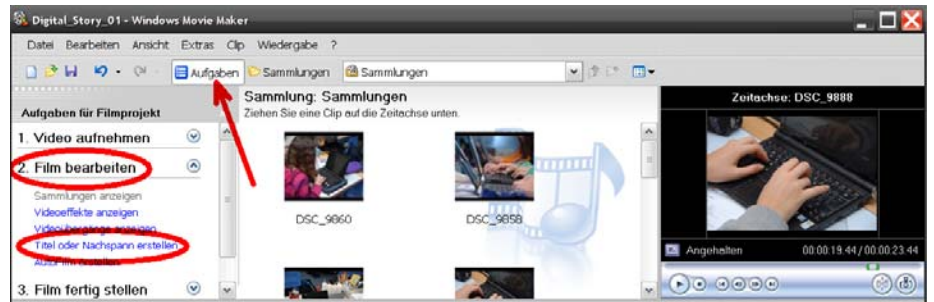 Digital_Story_01 - Windows Movie Maker
Datei Bearbeiten Ansicht Extras Clip Wiedergabe ?
Aufgaben Sammlungen Sammlungen
Aufgaben für Filmprojekt
1. Video aufnehmen
2. Film bearbeiten
Sammlungen anzeigen
Videoeffekte anzeigen
Videoübergänge anzeigen
Titel oder Nachspann erstellen
AutoFilm erstellen
3. Film fertig stellen
Sammlung: Sammlungen
Ziehen Sie eine Clip auf die Zeitachse unten.
DSC_9860
DSC_9858
Zeitachse: DSC_9888
Angehalten 00:00:19.44/00:00:23.44